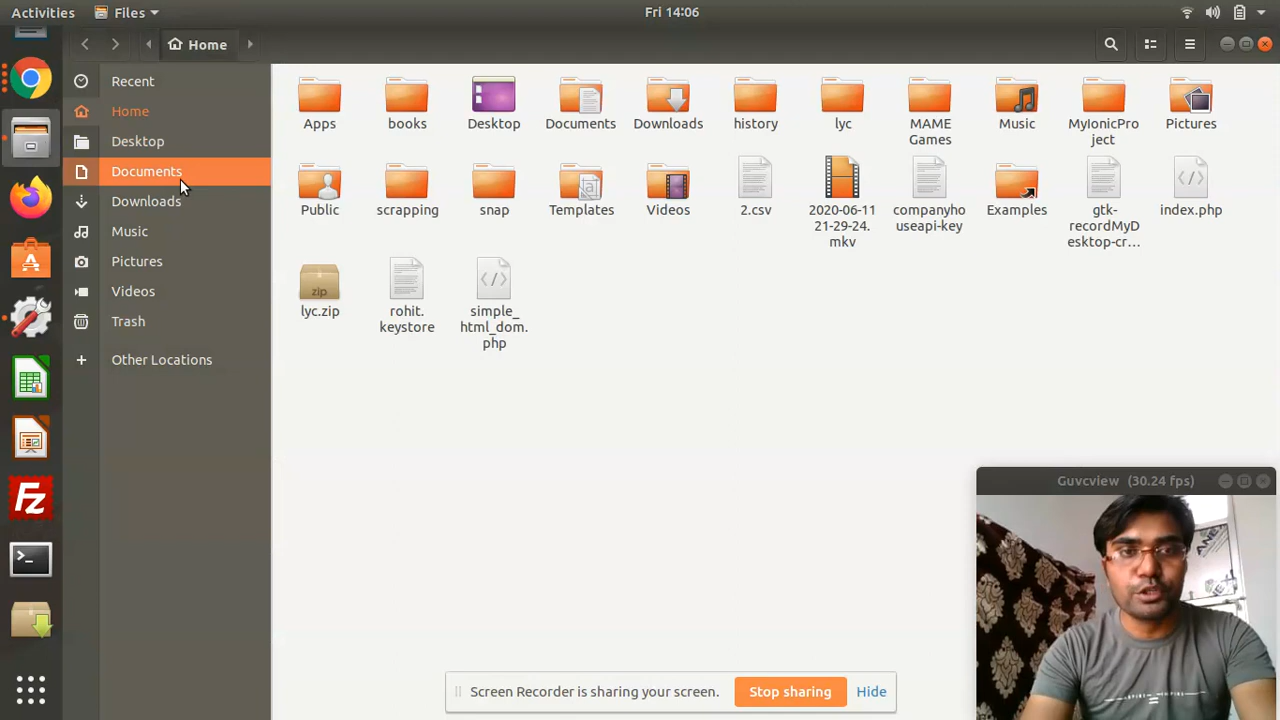 Activities
Files
Fri 14:06
Home
Recent
Home
Desktop
Documents
Downloads
Music
Pictures
Videos
Trash
Other Locations
Apps
books
Desktop
Documents
Downloads
history
lyc
MAME
Games
Music
MyIonicPro
ject
Pictures
Public
scrapping
snap
Templates
Videos
2.csv
2020-06-11
21-29-24.
mkv
companyho
useapi-key
Examples
gtk-
recordMyD
esktop-cr...
index.php
zip
lyc.zip
rohit.
keystore
simple_
html_dom.
php
Guvcview (30.24 fps)
Screen Recorder is sharing your screen.
Stop sharing
Hide